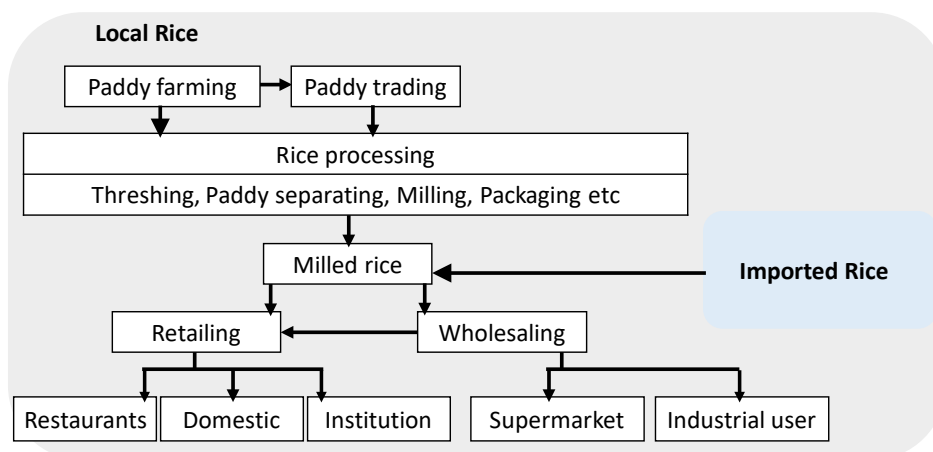 Local Rice
Paddy farming
Paddy trading
Rice processing
Threshing, Paddy separating, Milling, Packaging etc
Milled rice
Imported Rice
Retailing
Wholesaling
Restaurants
Domestic
Institution
Supermarket
Industrial user